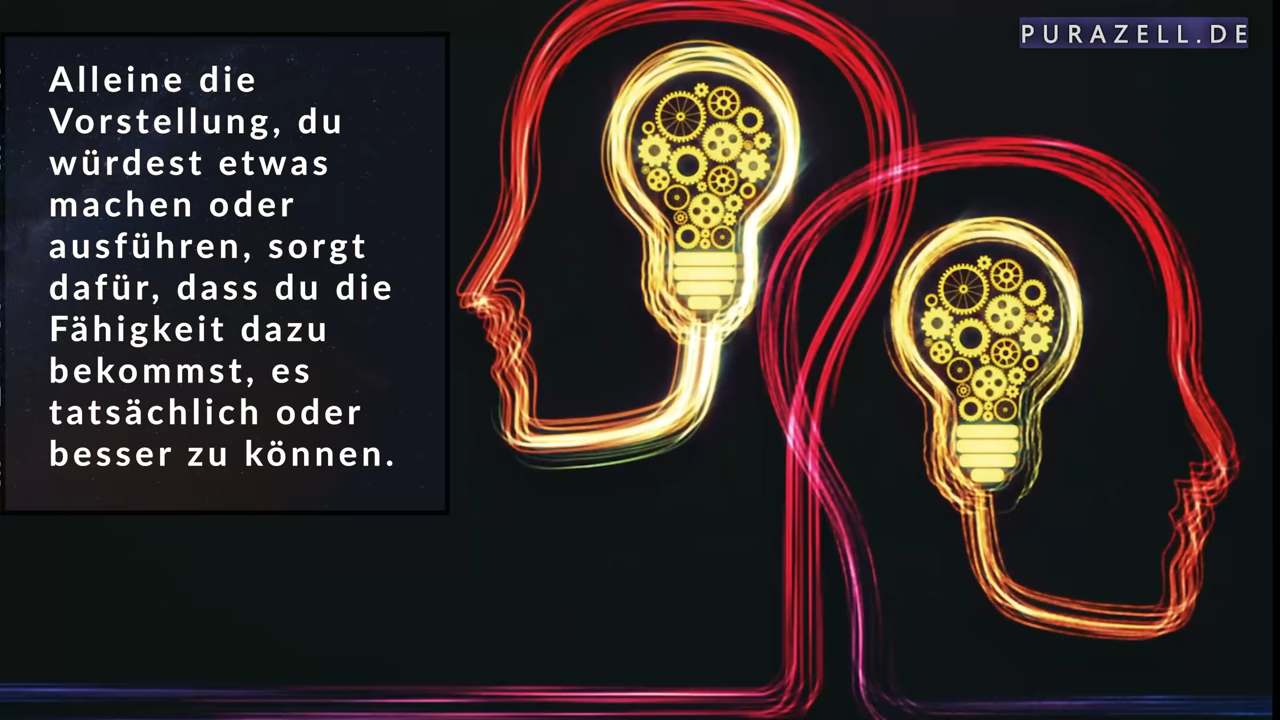 PURAZELL.DE
Alleine die
Vorstellung, du
würdest etwas
machen oder
ausführen, sorgt
dafür, dass du die
Fähigkeit dazu
bekommst, es
tatsächlich oder
besser zu können.